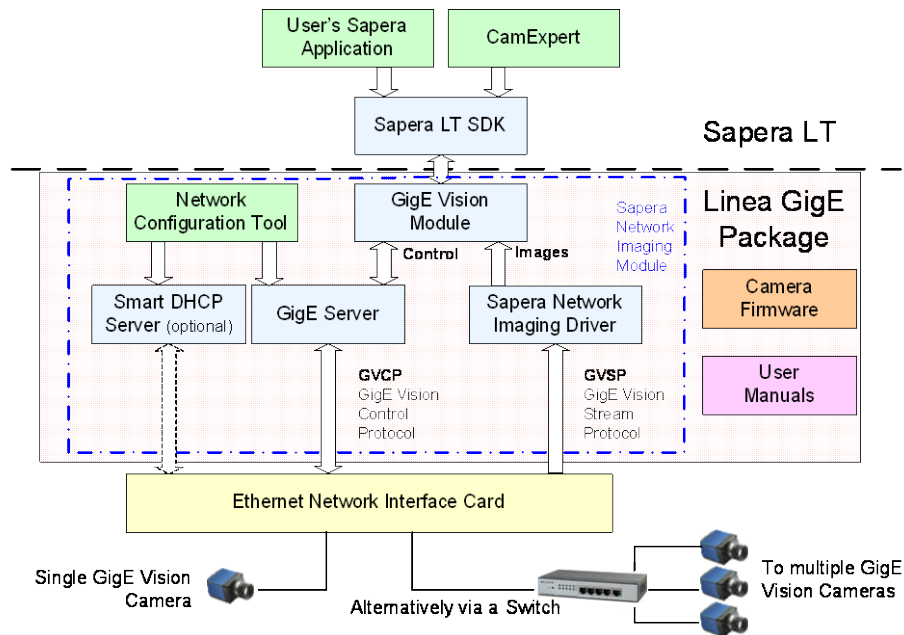 User's Sapera
Application
CamExpert
Sapera LT SDK
Sapera LT
Network
Configuration Tool
GigE Vision
Module
Sapera
Network
Imaging
Module
Linea GigE
Package
Control
Images
Smart DHCP
Server (optional)
GigE Server
Sapera Network
Imaging Driver
Camera
Firmware
User
Manuals
GVCP
GigE Vision
Control
Protocol
GVSP
GigE Vision
Stream
Protocol
Ethernet Network Interface Card
Single GigE Vision
Camera
Alternatively via a Switch
To multiple GigE
Vision Cameras